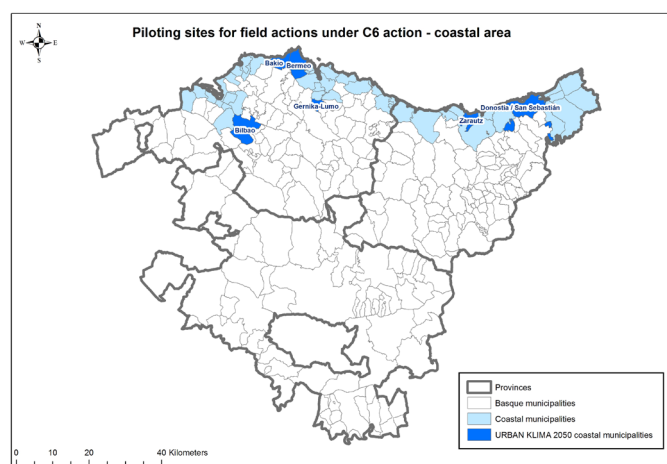 Piloting sites for field actions under C6 action - coastal area
N
W
E
S
Bakio
Bermeo
Gernika-Lumo
Bilbao
Donostia / San Sebastián
Zarautz
Provinces
Basque municipalities
Coastal municipalities
URBAN KLIMA 2050 coastal municipalities
0 10 20 40 Kilometers